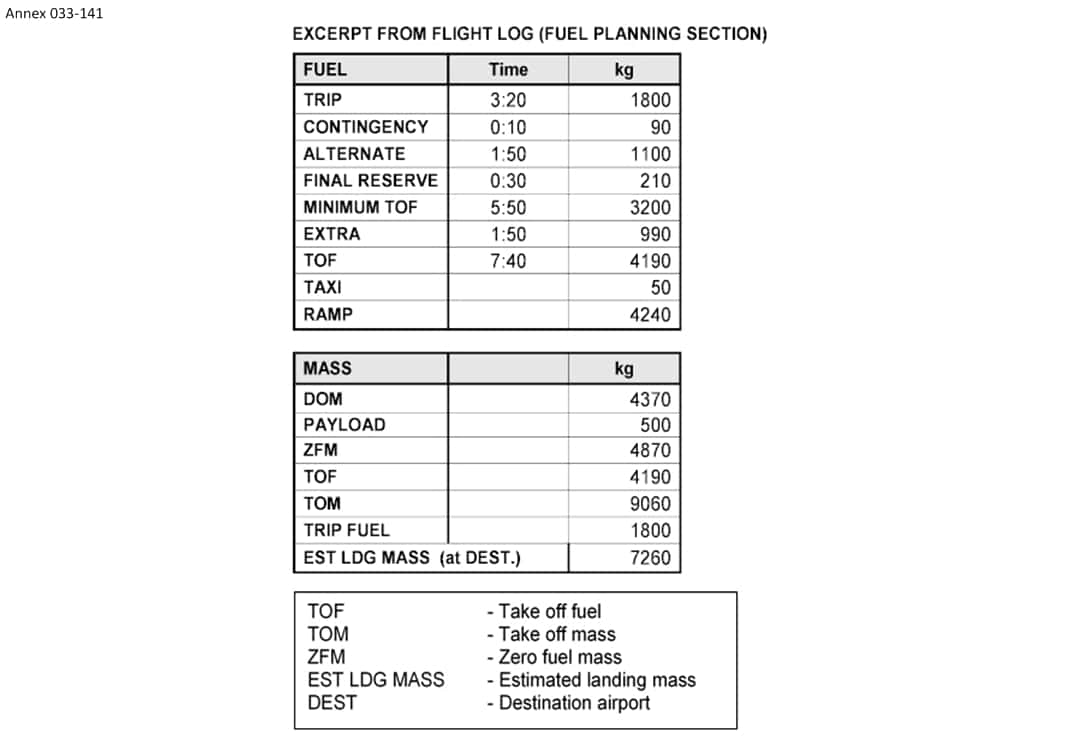 Annex 033-141
EXCERPT FROM FLIGHT LOG (FUEL PLANNING SECTION)
FUEL Time kg
TRIP 3:20 1800
CONTINGENCY 0:10 90
ALTERNATE 1:50 1100
FINAL RESERVE 0:30 210
MINIMUM TOF 5:50 3200
EXTRA 1:50 990
TOF 7:40 4190
TAXI 50
RAMP 4240
MASS kg
DOM 4370
PAYLOAD 500
ZFM 4870
TOF 4190
TOM 9060
TRIP FUEL 1800
EST LDG MASS (at DEST.) 7260
TOF - Take off fuel
TOM - Take off mass
ZFM - Zero fuel mass
EST LDG MASS - Estimated landing mass
DEST - Destination airport